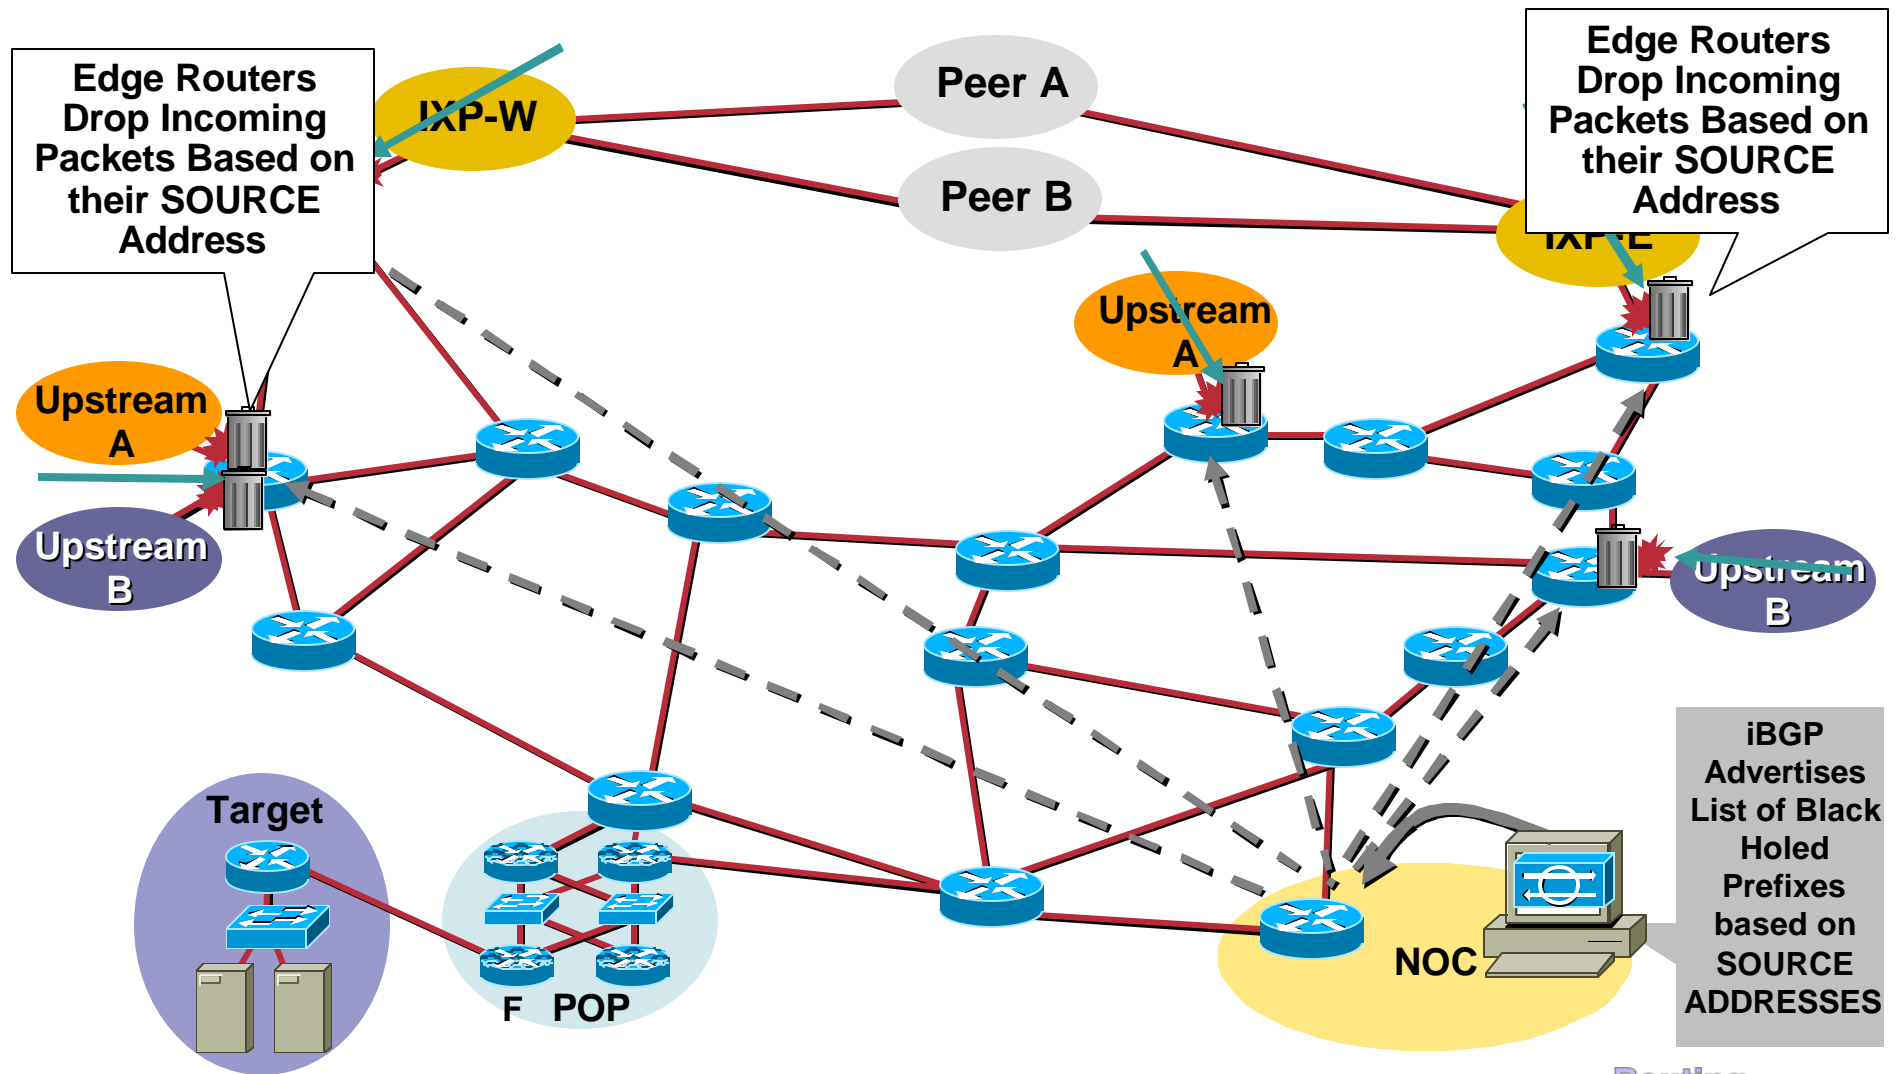 Edge Routers
Drop Incoming
Packets Based on
their SOURCE
Address
IXP-W
Peer A
Peer B
Edge Routers
Drop Incoming
Packets Based on
their SOURCE
Address
IXP-E
Upstream
A
Upstream
A
Upstream
B
Upstream
B
Target
F POP
NOC
iBGP
Advertises
List of Black
Holed
Prefixes
based on
SOURCE
ADDRESSES
Routing